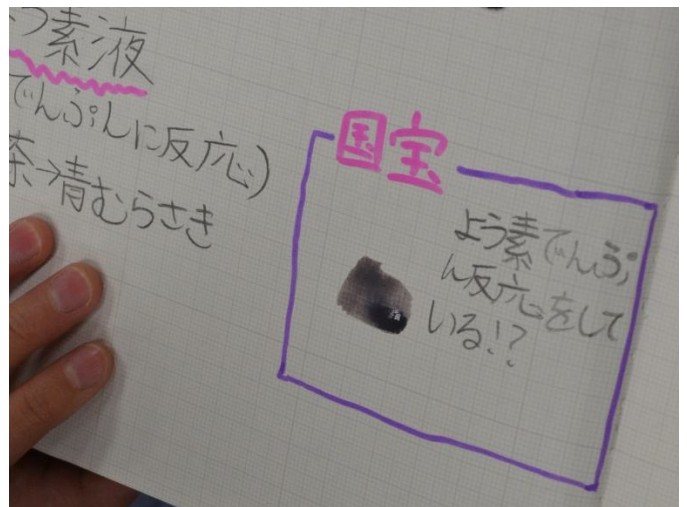 う素液
でんぷんに反応)
茶→青むらさき
国宝
よう素でんぷ
ん反応をして
いる!?